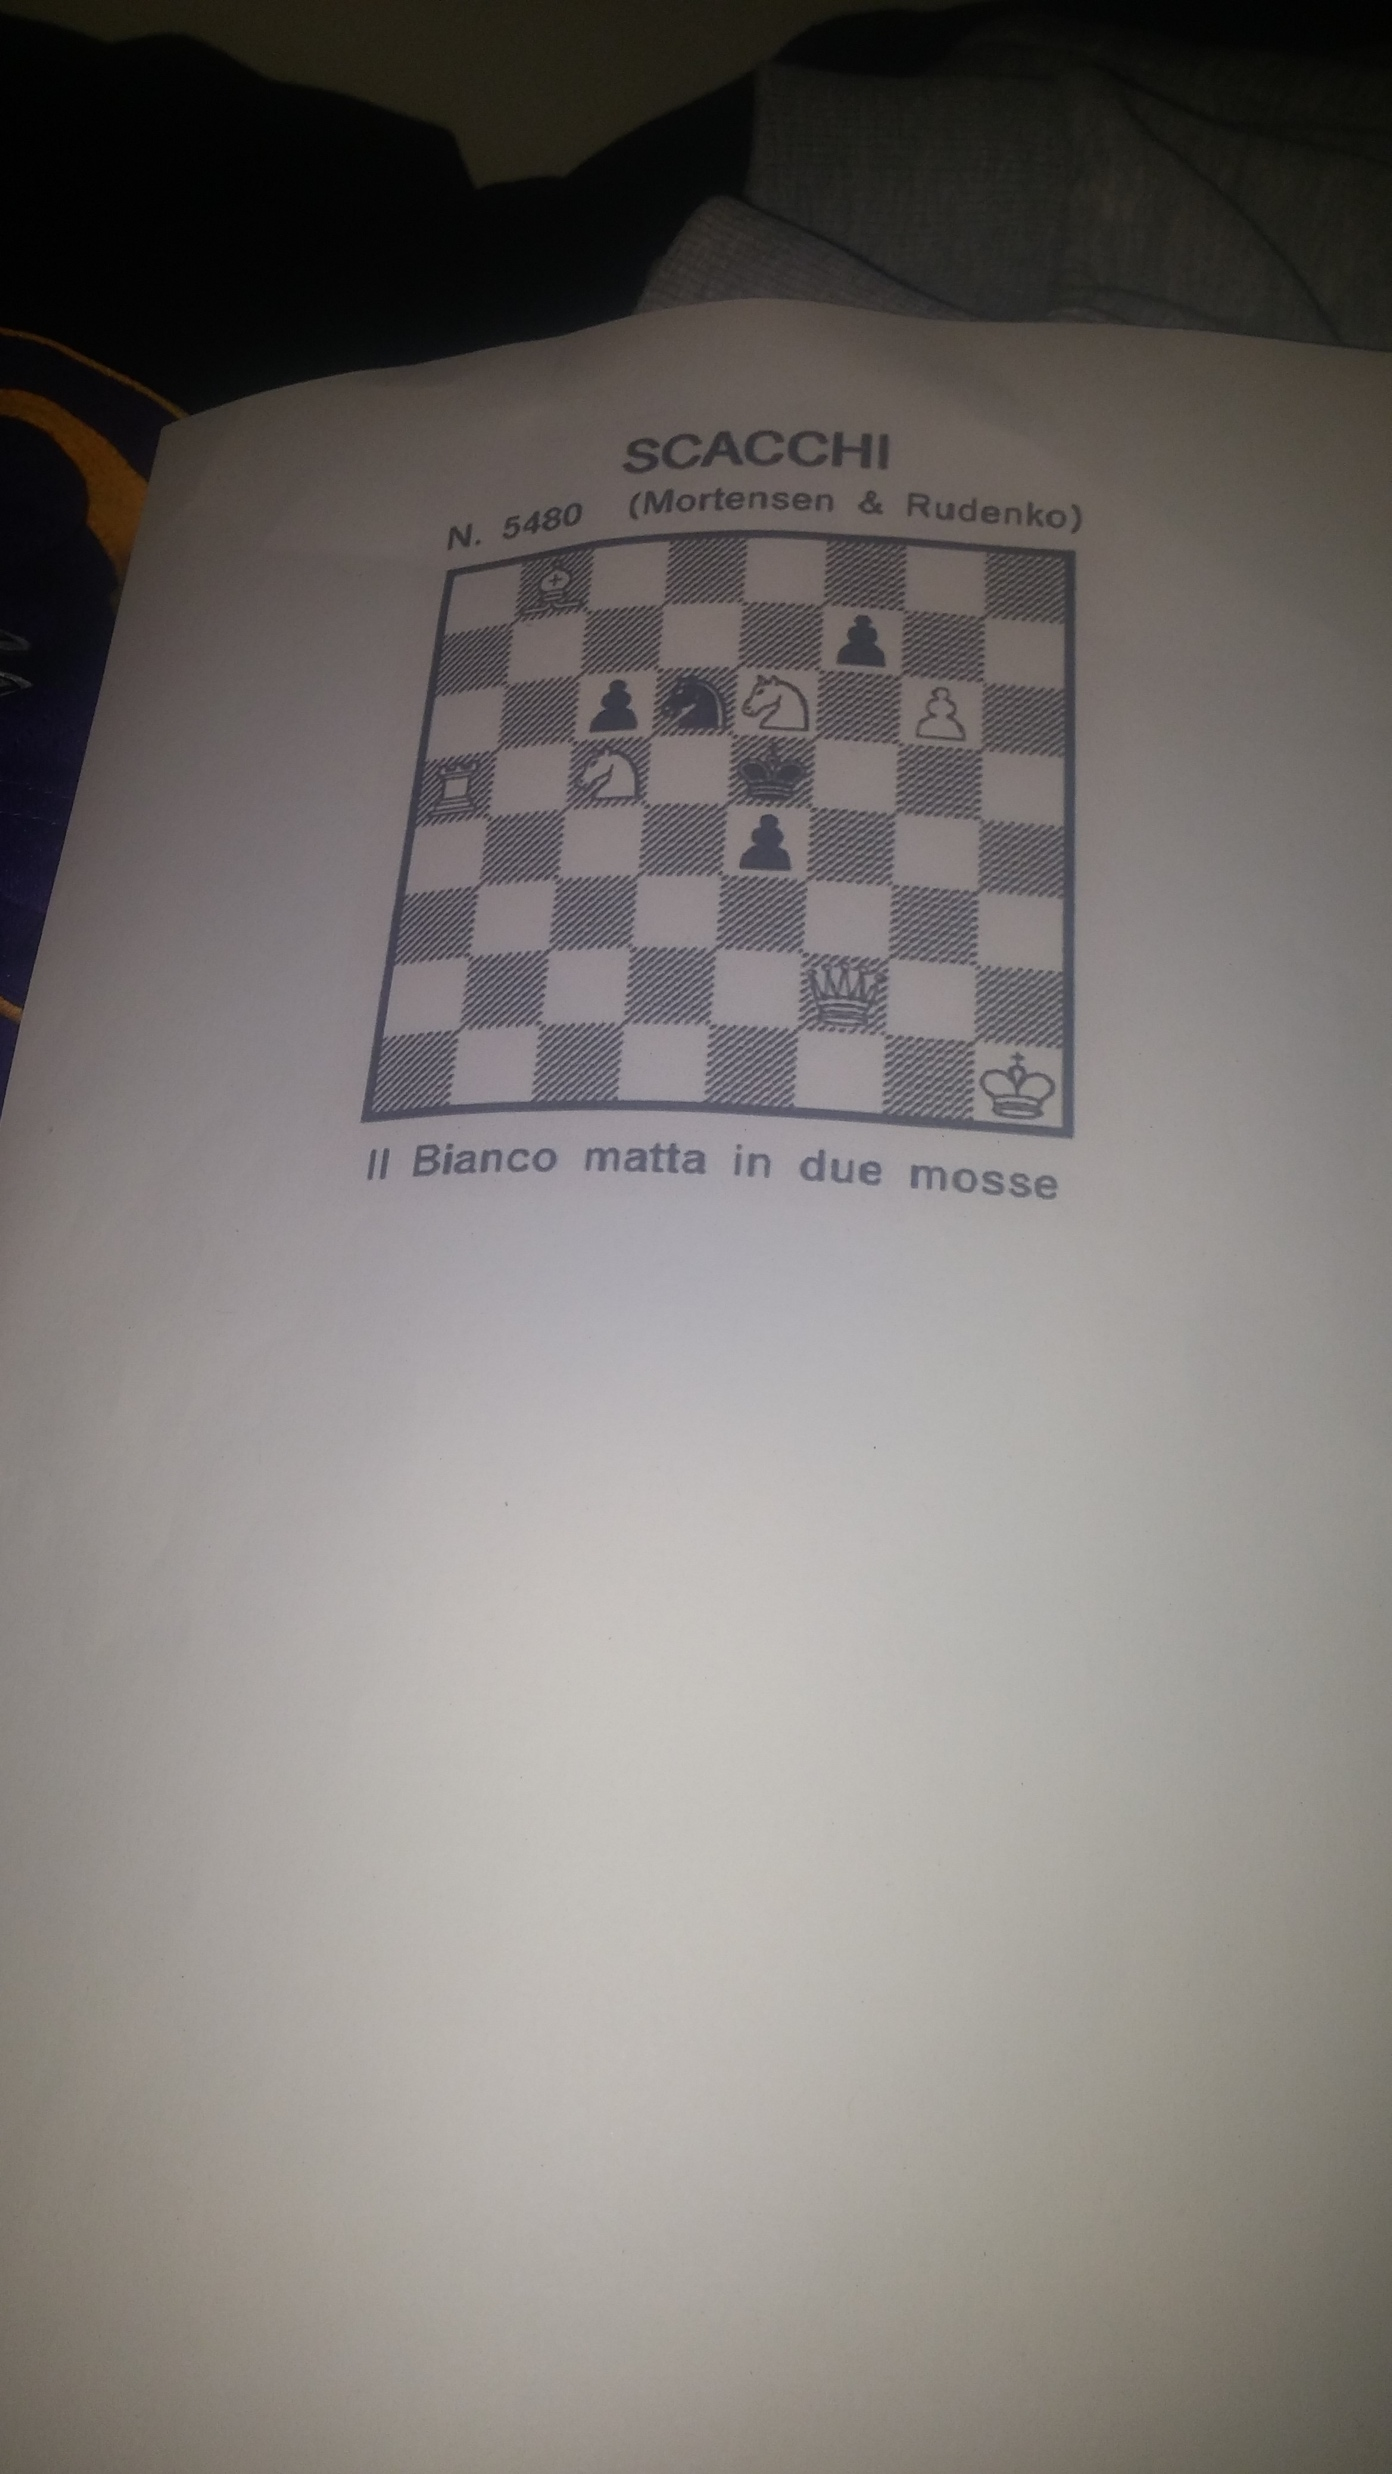 SCACCHI
N. 5480 (Mortensen & Rudenko)
Il Bianco matta in due mosse